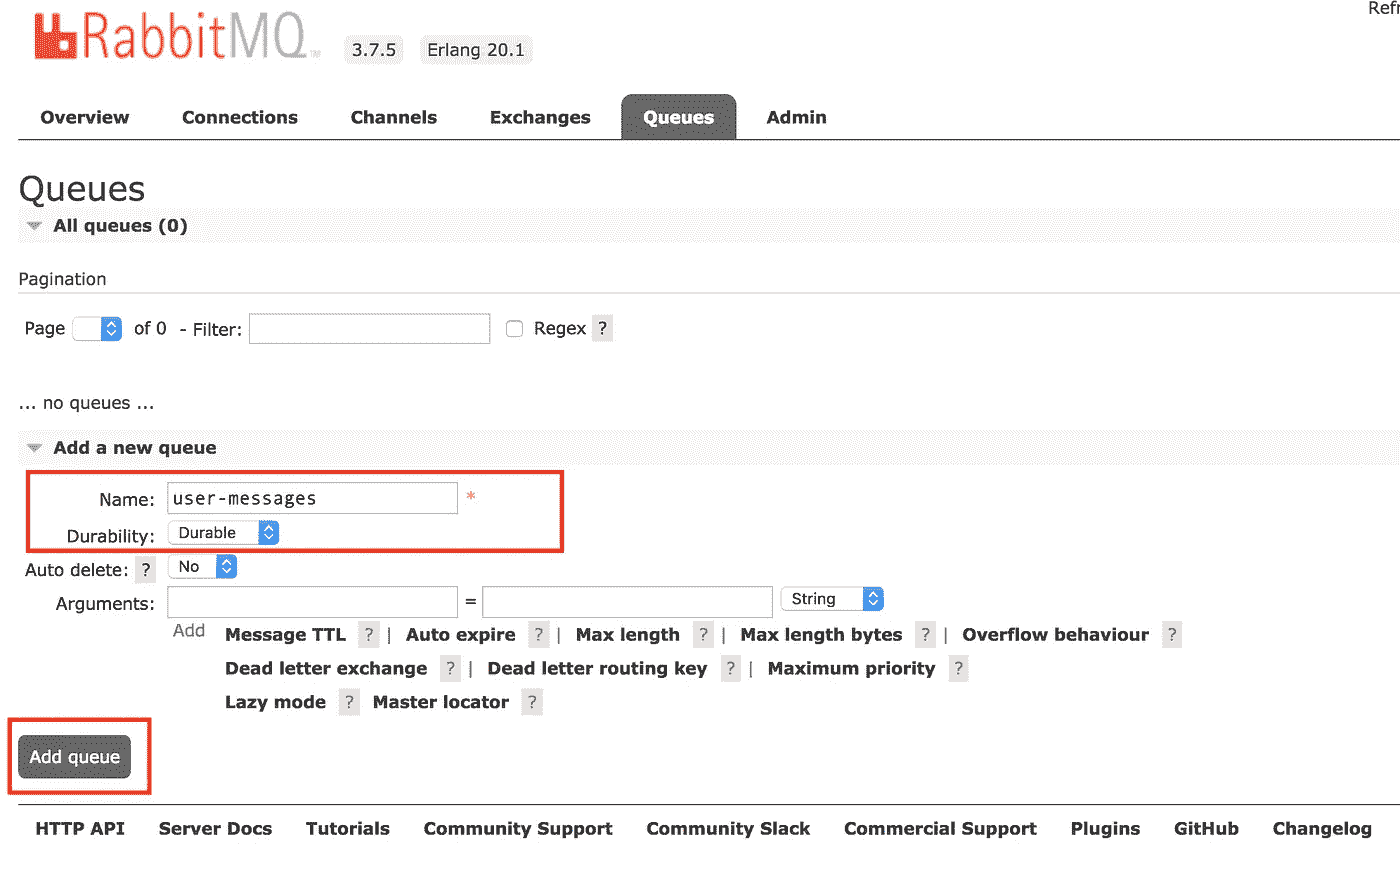 Refr
RabbitMQ™ 3.7.5 Erlang 20.1
Overview Connections Channels Exchanges Queues Admin
Queues
All queues (0)
Pagination
Page of 0 - Filter: Regex ?
... no queues ...
Add a new queue
Name: user-messages *
Durability: Durable
Auto delete: ? No
Arguments: = String
Add Message TTL ? | Auto expire ? | Max length ? | Max length bytes ? | Overflow behaviour ?
Dead letter exchange ? | Dead letter routing key ? | Maximum priority ?
Lazy mode ? Master locator ?
Add queue
HTTP API Server Docs Tutorials Community Support Community Slack Commercial Support Plugins GitHub Changelog